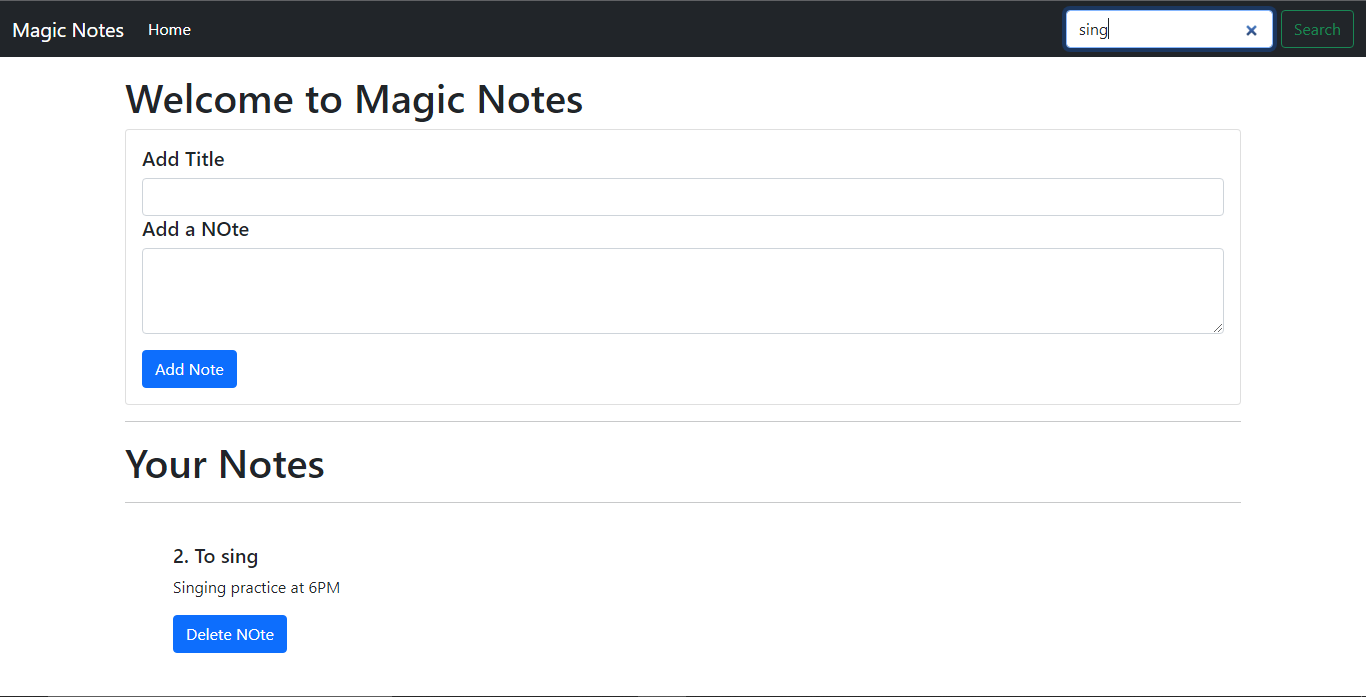 Magic Notes Home sing Search
Welcome to Magic Notes
Add Title
Add a NOte
Add Note
Your Notes
2. To sing
Singing practice at 6PM
Delete NOte